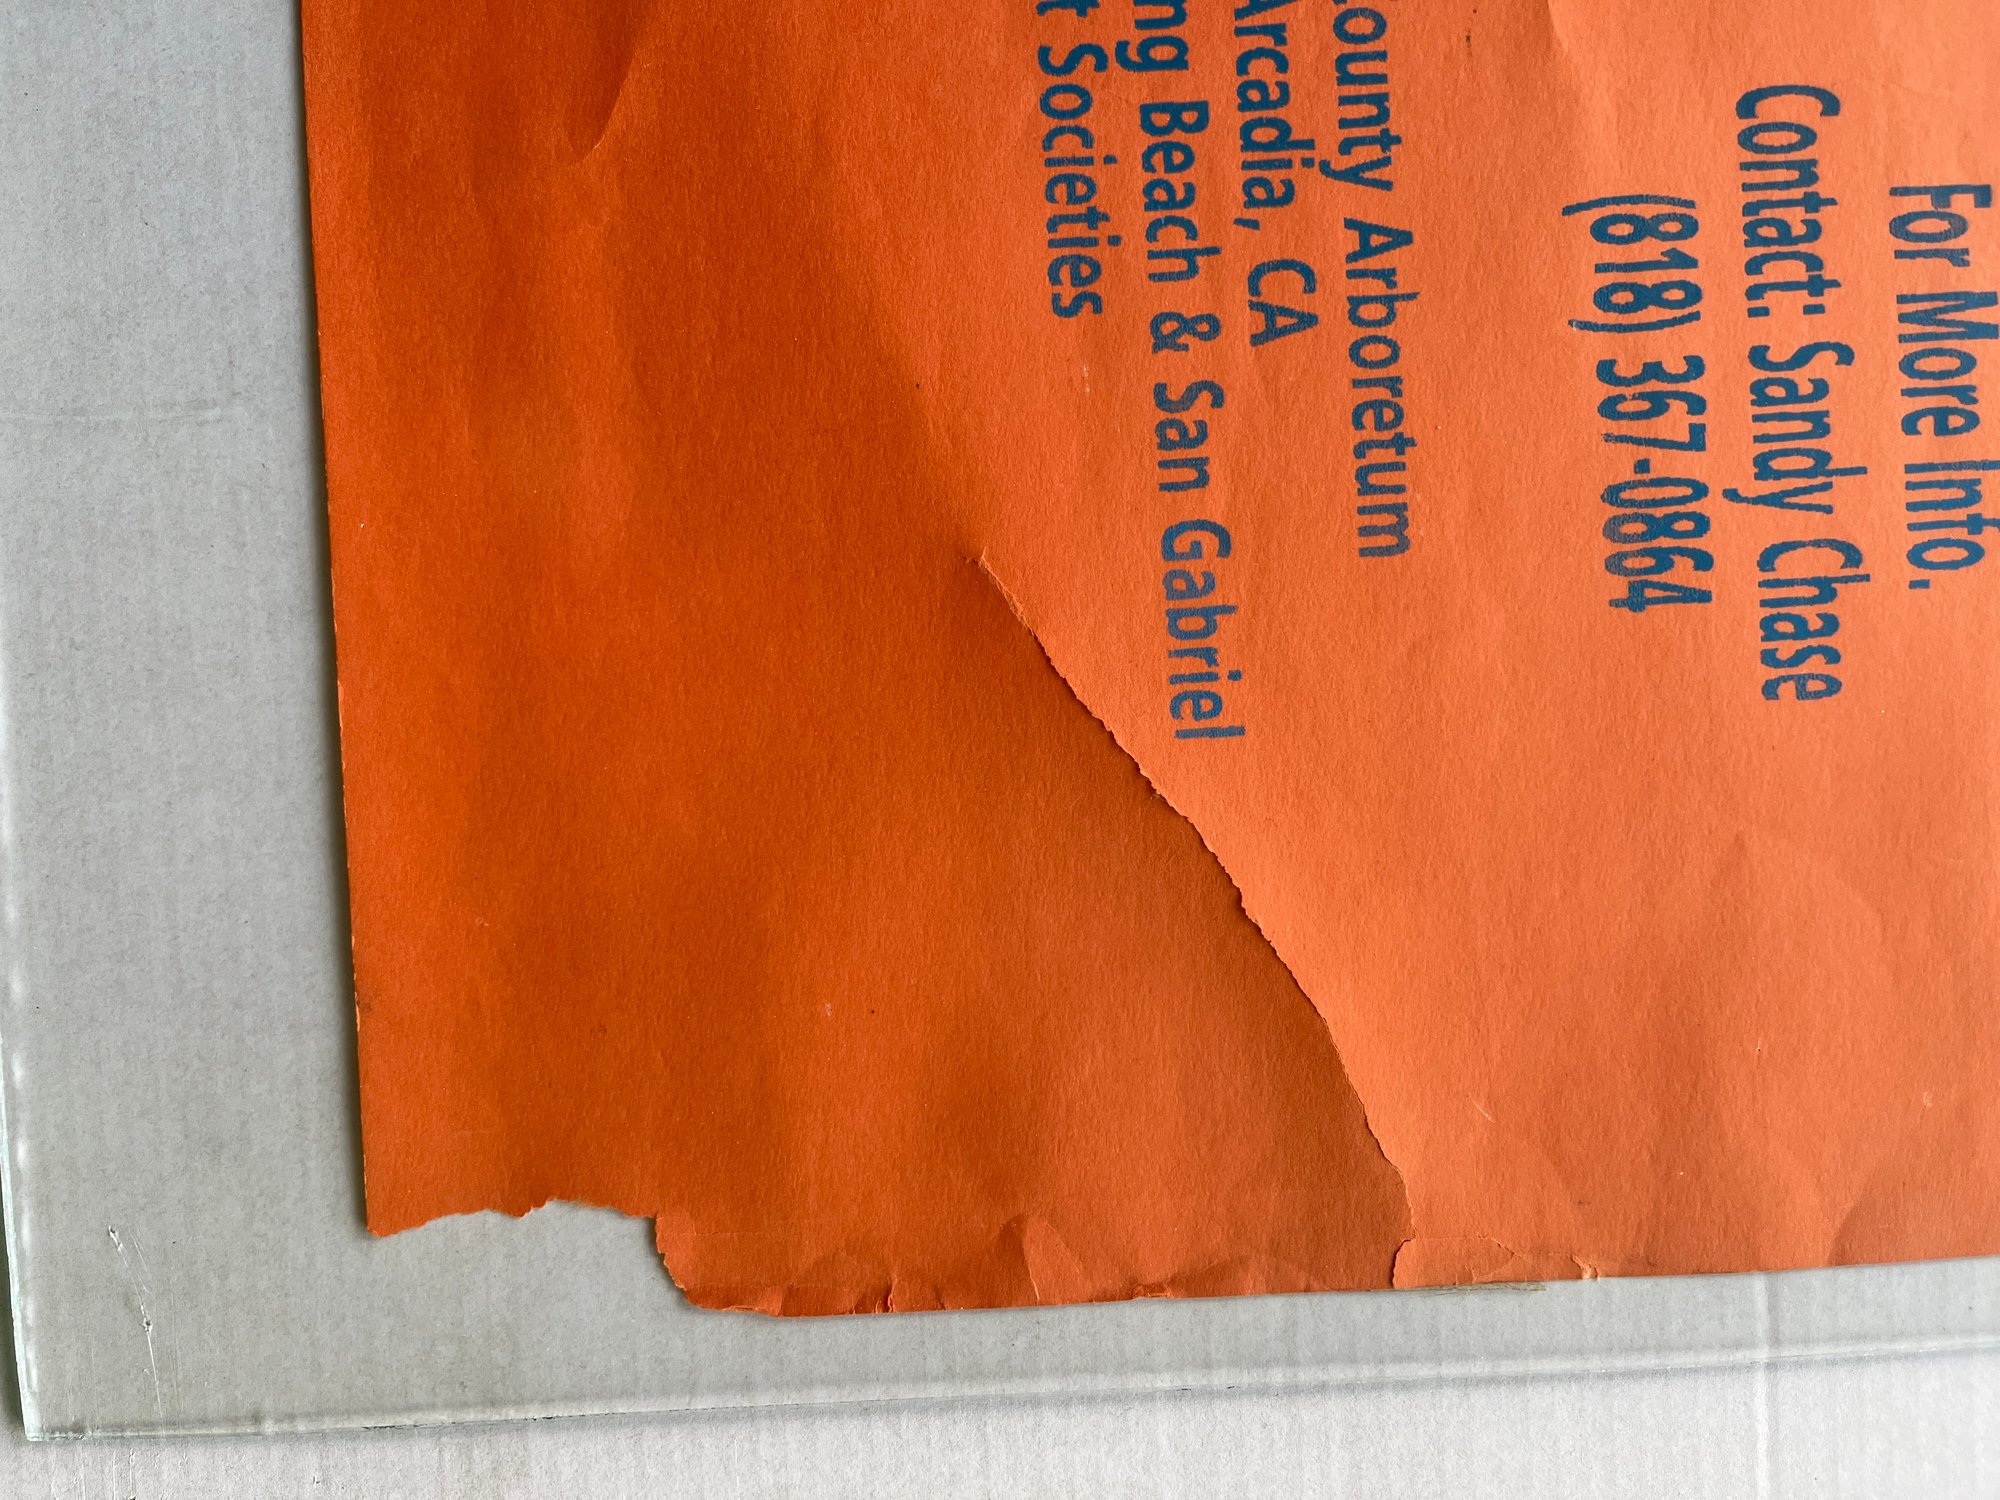 For More Info.
Contact: Sandy Chase
(818) 367-0864
County Arboretum
Arcadia, CA
ng Beach & San Gabriel
t Societies